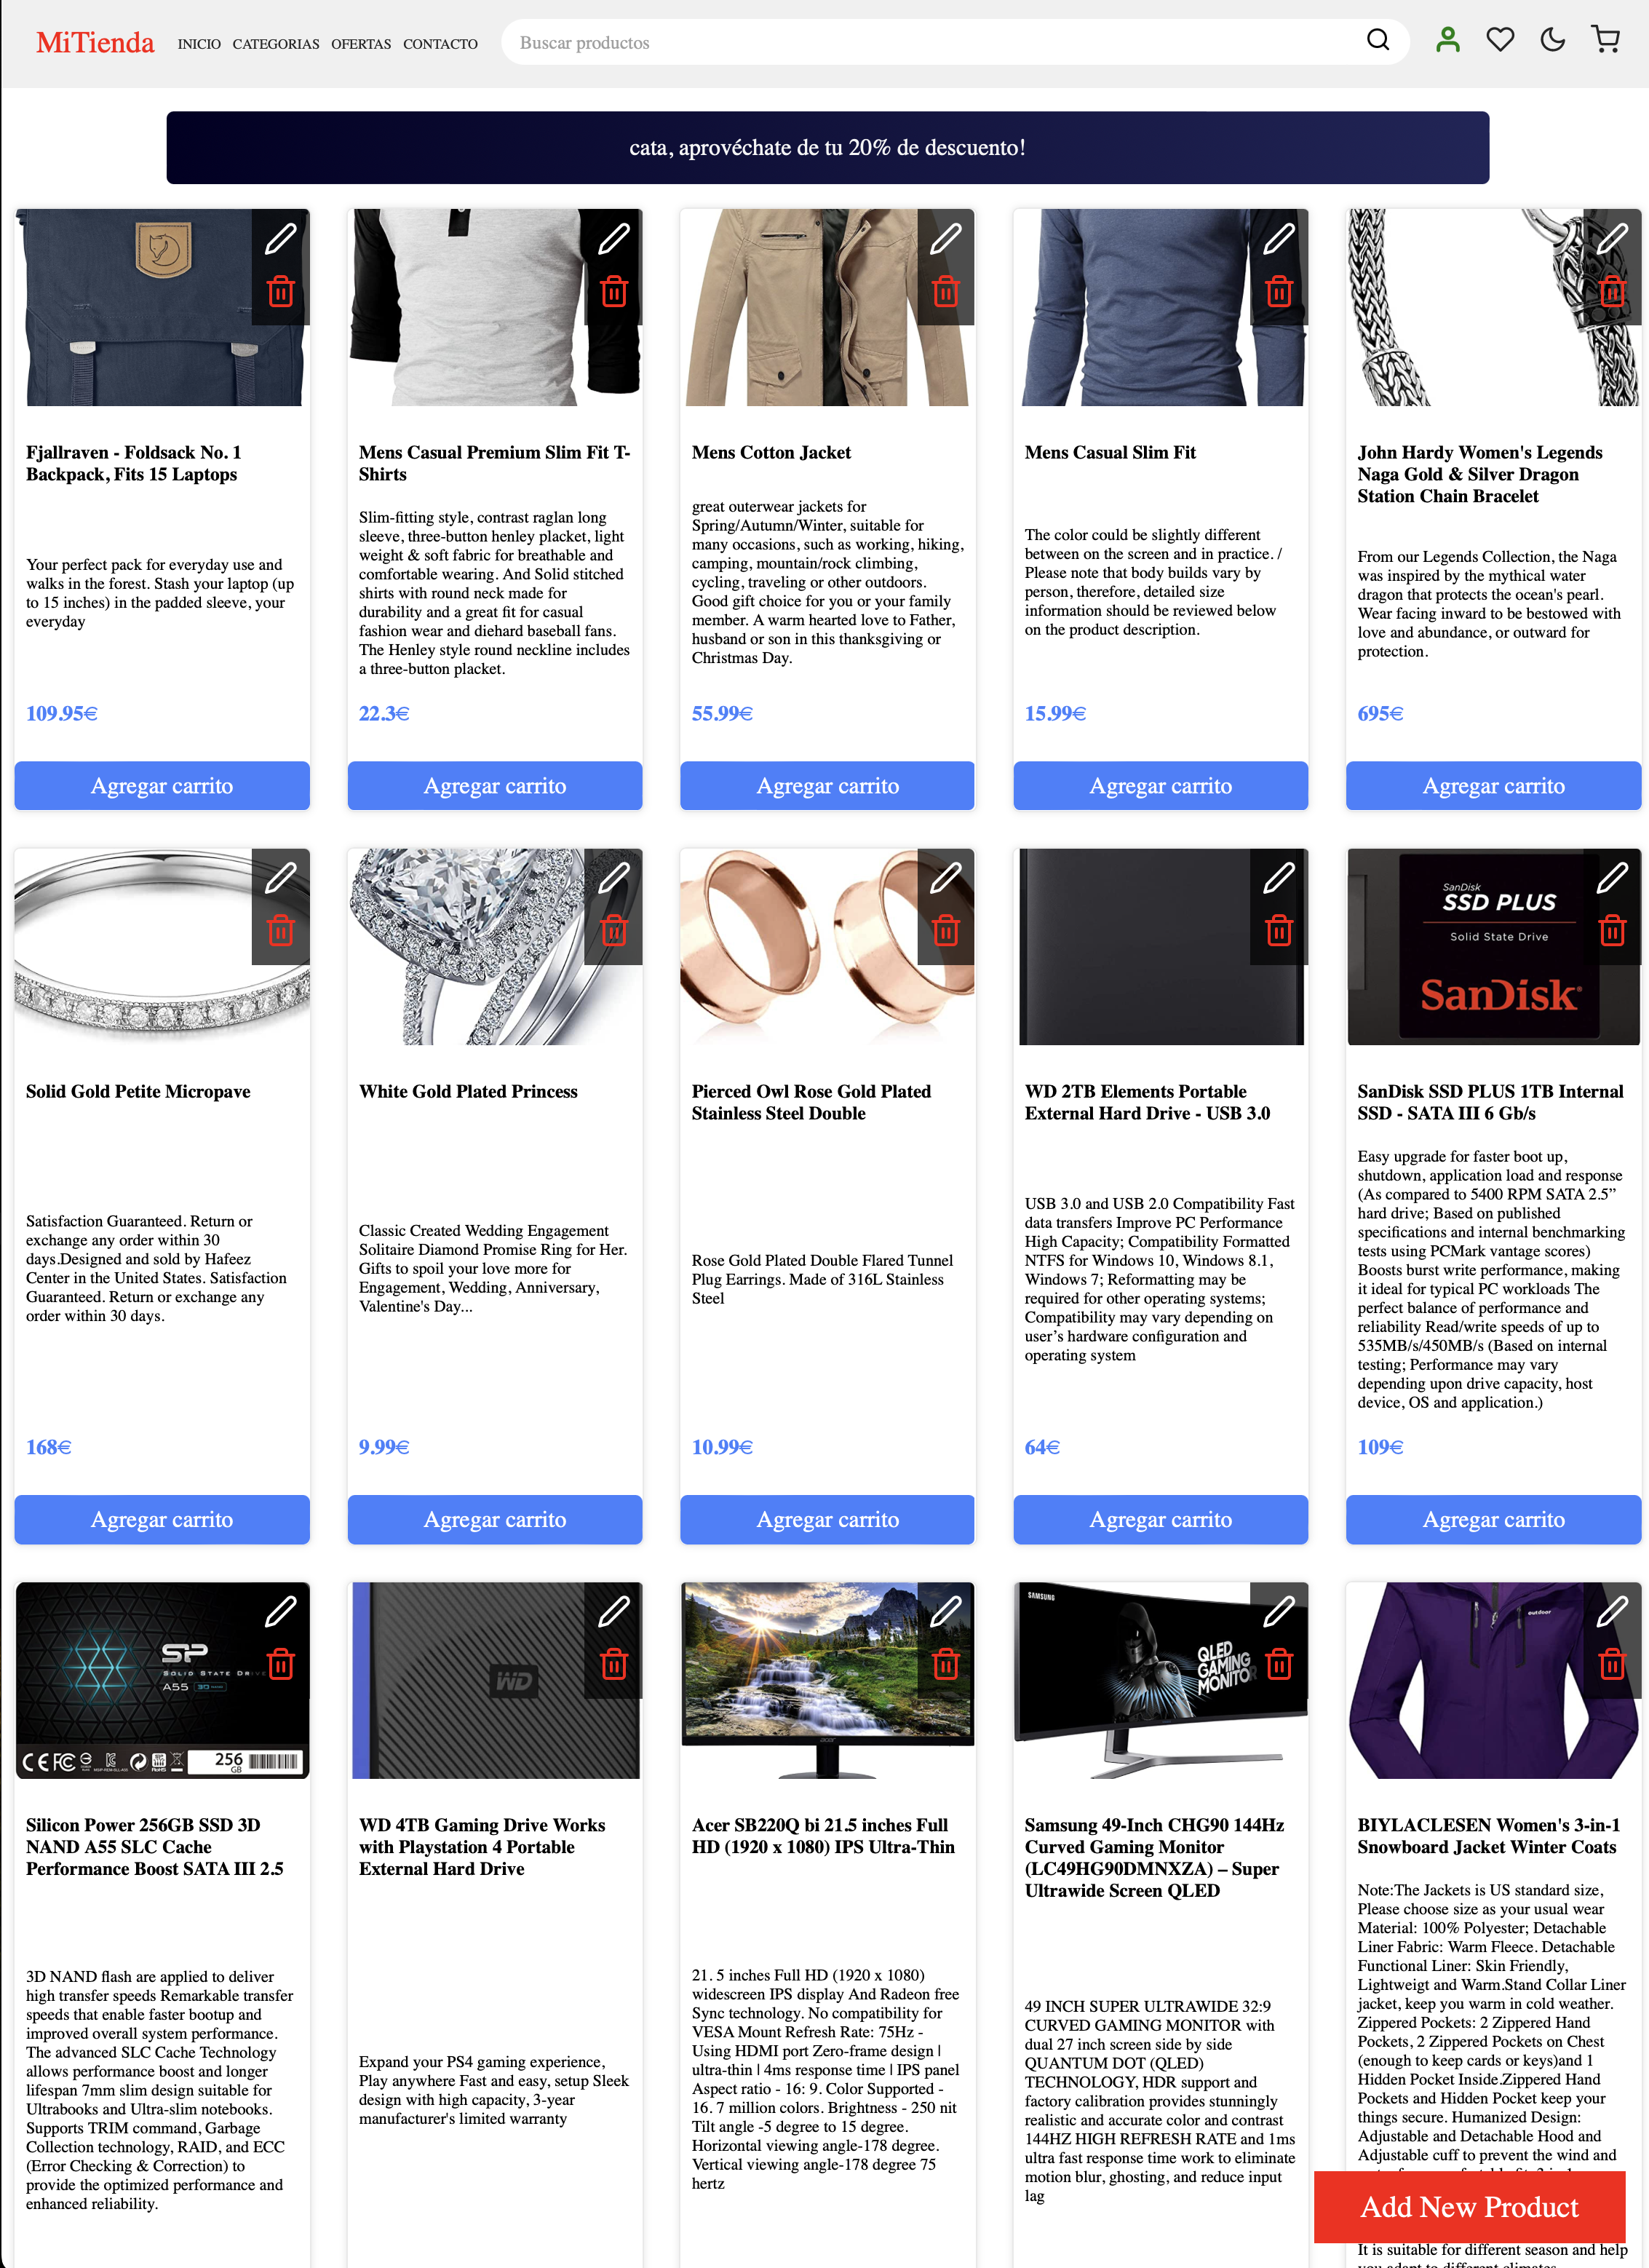 MiTienda
INICIO CATEGORIAS OFERTAS CONTACTO
Buscar productos
cata, aprovéchate de tu 20% de descuento!
Fjallraven - Foldsack No. 1
Backpack, Fits 15 Laptops
Your perfect pack for everyday use and
walks in the forest. Stash your laptop (up
to 15 inches) in the padded sleeve, your
everyday
109.95€
Agregar carrito
Mens Casual Premium Slim Fit T-
Shirts
Slim-fitting style, contrast raglan long
sleeve, three-button henley placket, light
weight & soft fabric for breathable and
comfortable wearing. And Solid stitched
shirts with round neck made for
durability and a great fit for casual
fashion wear and diehard baseball fans.
The Henley style round neckline includes
a three-button placket.
22.3€
Agregar carrito
Mens Cotton Jacket
great outerwear jackets for
Spring/Autumn/Winter, suitable for
many occasions, such as working, hiking,
camping, mountain/rock climbing,
cycling, traveling or other outdoors.
Good gift choice for you or your family
member. A warm hearted love to Father,
husband or son in this thanksgiving or
Christmas Day.
55.99€
Agregar carrito
Mens Casual Slim Fit
The color could be slightly different
between on the screen and in practice. /
Please note that body builds vary by
person, therefore, detailed size
information should be reviewed below
on the product description.
15.99€
Agregar carrito
John Hardy Women's Legends
Naga Gold & Silver Dragon
Station Chain Bracelet
From our Legends Collection, the Naga
was inspired by the mythical water
dragon that protects the ocean's pearl.
Wear facing inward to be bestowed with
love and abundance, or outward for
protection.
695€
Agregar carrito
Solid Gold Petite Micropave
Satisfaction Guaranteed. Return or
exchange any order within 30
days.Designed and sold by Hafeez
Center in the United States. Satisfaction
Guaranteed. Return or exchange any
order within 30 days.
168€
Agregar carrito
White Gold Plated Princess
Classic Created Wedding Engagement
Solitaire Diamond Promise Ring for Her.
Gifts to spoil your love more for
Engagement, Wedding, Anniversary,
Valentine's Day...
9.99€
Agregar carrito
Pierced Owl Rose Gold Plated
Stainless Steel Double
Rose Gold Plated Double Flared Tunnel
Plug Earrings. Made of 316L Stainless
Steel
10.99€
Agregar carrito
WD 2TB Elements Portable
External Hard Drive - USB 3.0
USB 3.0 and USB 2.0 Compatibility Fast
data transfers Improve PC Performance
High Capacity; Compatibility Formatted
NTFS for Windows 10, Windows 8.1,
Windows 7; Reformatting may be
required for other operating systems;
Compatibility may vary depending on
user’s hardware configuration and
operating system
64€
Agregar carrito
SanDisk
SSD PLUS
Solid State Drive
SanDisk®
SanDisk SSD PLUS 1TB Internal
SSD - SATA III 6 Gb/s
Easy upgrade for faster boot up,
shutdown, application load and response
(As compared to 5400 RPM SATA 2.5”
hard drive; Based on published
specifications and internal benchmarking
tests using PCMark vantage scores)
Boosts burst write performance, making
it ideal for typical PC workloads The
perfect balance of performance and
reliability Read/write speeds of up to
535MB/s/450MB/s (Based on internal
testing; Performance may vary
depending upon drive capacity, host
device, OS and application.)
109€
Agregar carrito
SP
SOLID STATE DRIVE
A55 3D
CE FC
256
GB
Silicon Power 256GB SSD 3D
NAND A55 SLC Cache
Performance Boost SATA III 2.5
3D NAND flash are applied to deliver
high transfer speeds Remarkable transfer
speeds that enable faster bootup and
improved overall system performance.
The advanced SLC Cache Technology
allows performance boost and longer
lifespan 7mm slim design suitable for
Ultrabooks and Ultra-slim notebooks.
Supports TRIM command, Garbage
Collection technology, RAID, and ECC
(Error Checking & Correction) to
provide the optimized performance and
enhanced reliability.
WD
WD 4TB Gaming Drive Works
with Playstation 4 Portable
External Hard Drive
Expand your PS4 gaming experience,
Play anywhere Fast and easy, setup Sleek
design with high capacity, 3-year
manufacturer's limited warranty
acer
Acer SB220Q bi 21.5 inches Full
HD (1920 x 1080) IPS Ultra-Thin
21. 5 inches Full HD (1920 x 1080)
widescreen IPS display And Radeon free
Sync technology. No compatibility for
VESA Mount Refresh Rate: 75Hz -
Using HDMI port Zero-frame design |
ultra-thin | 4ms response time | IPS panel
Aspect ratio - 16: 9. Color Supported -
16. 7 million colors. Brightness - 250 nit
Tilt angle -5 degree to 15 degree.
Horizontal viewing angle-178 degree.
Vertical viewing angle-178 degree 75
hertz
SAMSUNG
QLED
GAMING
MONITOR
Samsung 49-Inch CHG90 144Hz
Curved Gaming Monitor
(LC49HG90DMNXZA) – Super
Ultrawide Screen QLED
49 INCH SUPER ULTRAWIDE 32:9
CURVED GAMING MONITOR with
dual 27 inch screen side by side
QUANTUM DOT (QLED)
TECHNOLOGY, HDR support and
factory calibration provides stunningly
realistic and accurate color and contrast
144HZ HIGH REFRESH RATE and 1ms
ultra fast response time work to eliminate
motion blur, ghosting, and reduce input
lag
outdoor
BIYLACLESEN Women's 3-in-1
Snowboard Jacket Winter Coats
Note:The Jackets is US standard size,
Please choose size as your usual wear
Material: 100% Polyester; Detachable
Liner Fabric: Warm Fleece. Detachable
Functional Liner: Skin Friendly,
Lightweigt and Warm.Stand Collar Liner
jacket, keep you warm in cold weather.
Zippered Pockets: 2 Zippered Hand
Pockets, 2 Zippered Pockets on Chest
(enough to keep cards or keys)and 1
Hidden Pocket Inside.Zippered Hand
Pockets and Hidden Pocket keep your
things secure. Humanized Design:
Adjustable and Detachable Hood and
Adjustable cuff to prevent the wind and
Add New Product
It is suitable for different season and help